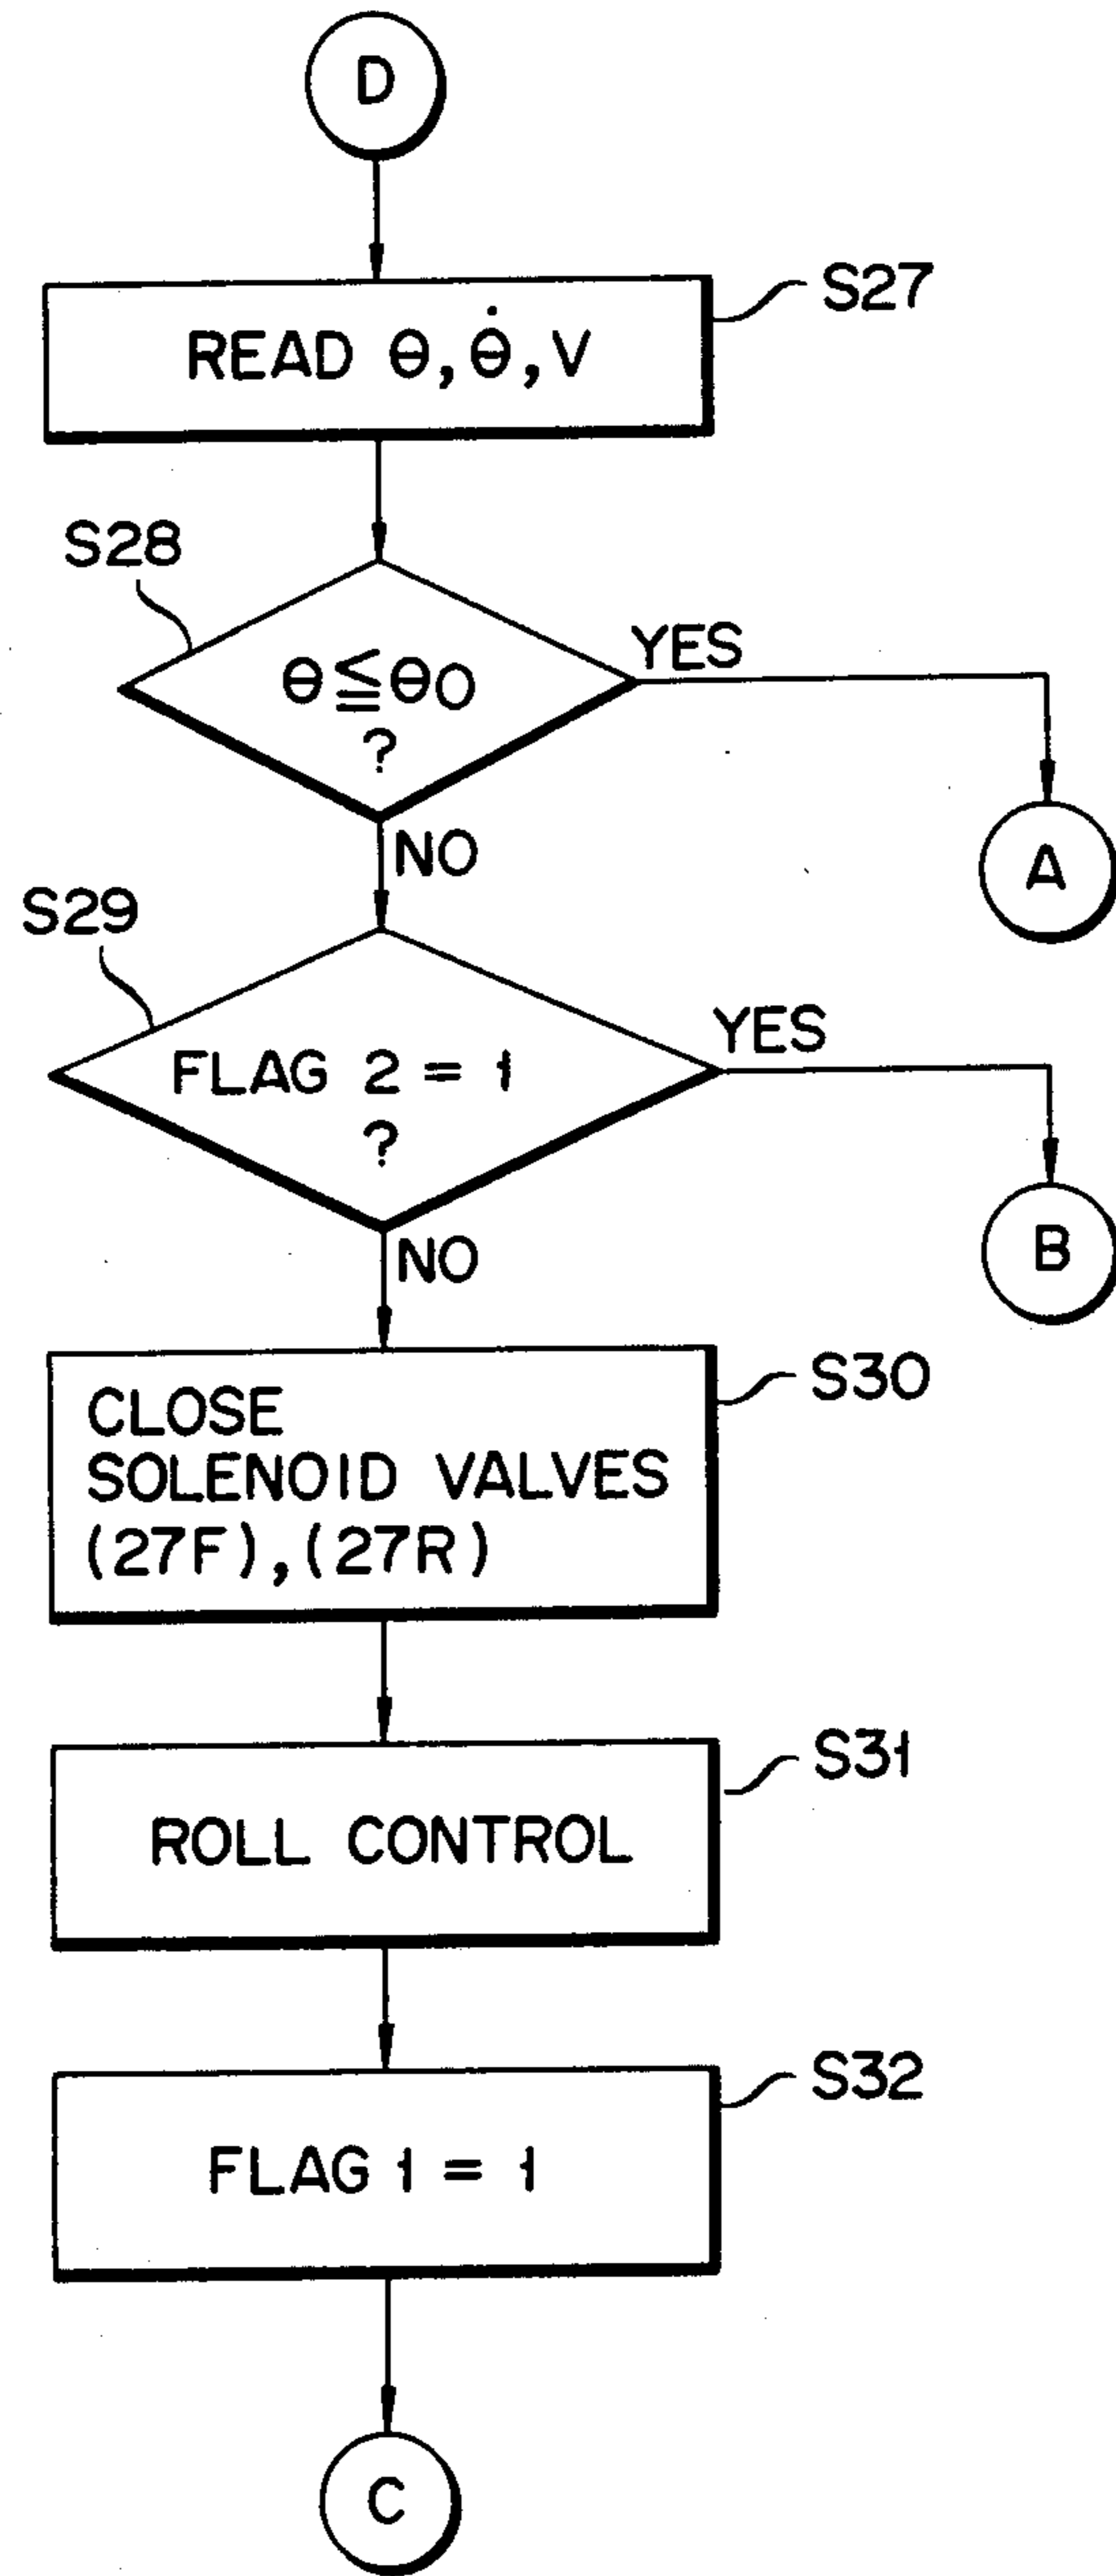 D
S27
READ θ, θ̇, V
S28
θ ≦ θ0
?
YES
A
NO
S29
FLAG 2 = 1
?
YES
B
NO
S30
CLOSE
SOLENOID VALVES
(27F), (27R)
S31
ROLL CONTROL
S32
FLAG 1 = 1
C